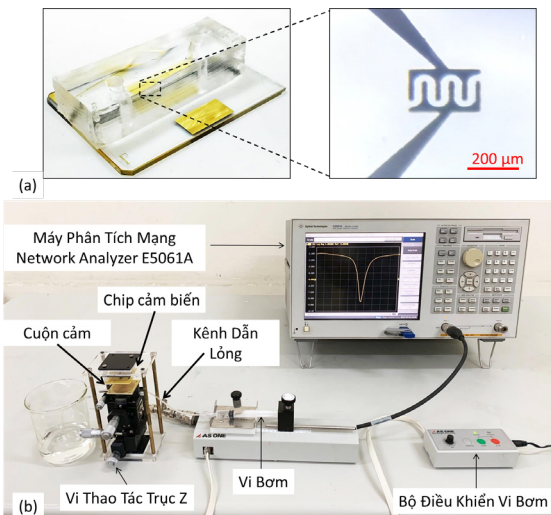 200 µm
(a)
Máy Phân Tích Mạng
Network Analyzer E5061A
Chip cảm biến
Cuộn cảm
Kênh Dẫn
Lỏng
AS ONE
Vi Bơm
Vi Thao Tác Trục Z
Bộ Điều Khiển Vi Bơm
(b)